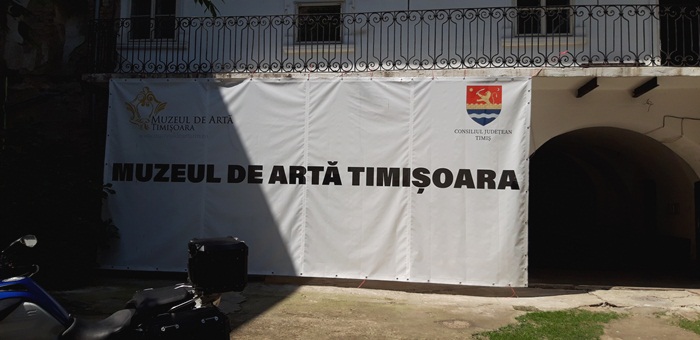 MUZEUL DE ARTĂ
TIMIȘOARA
CONSILIUL JUDEȚEAN
TIMIȘ
MUZEUL DE ARTĂ TIMIȘOARA